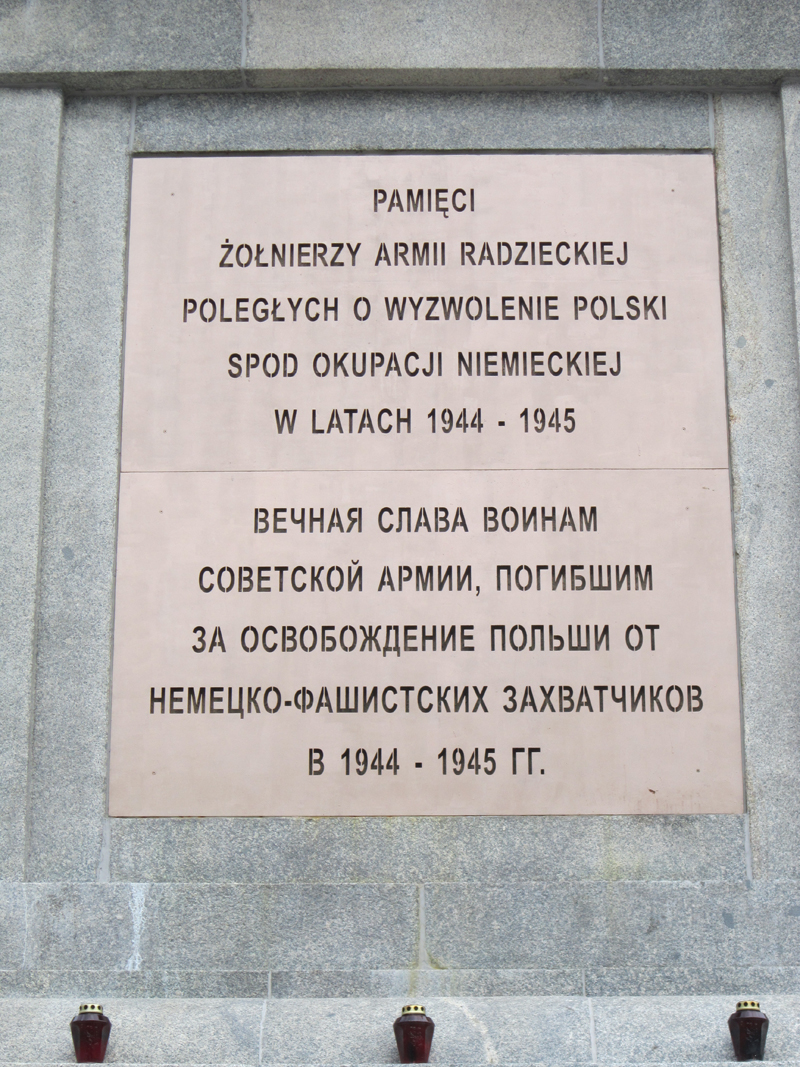 PAMIĘCI
ŻOŁNIERZY ARMII RADZIECKIEJ
POLEGŁYCH O WYZWOLENIE POLSKI
SPOD OKUPACJI NIEMIECKIEJ
W LATACH 1944 - 1945
ВЕЧНАЯ СЛАВА ВОИНАМ
СОВЕТСКОЙ АРМИИ, ПОГИБШИМ
ЗА ОСВОБОЖДЕНИЕ ПОЛЬШИ ОТ
НЕМЕЦКО-ФАШИСТСКИХ ЗАХВАТЧИКОВ
В 1944 - 1945 ГГ.